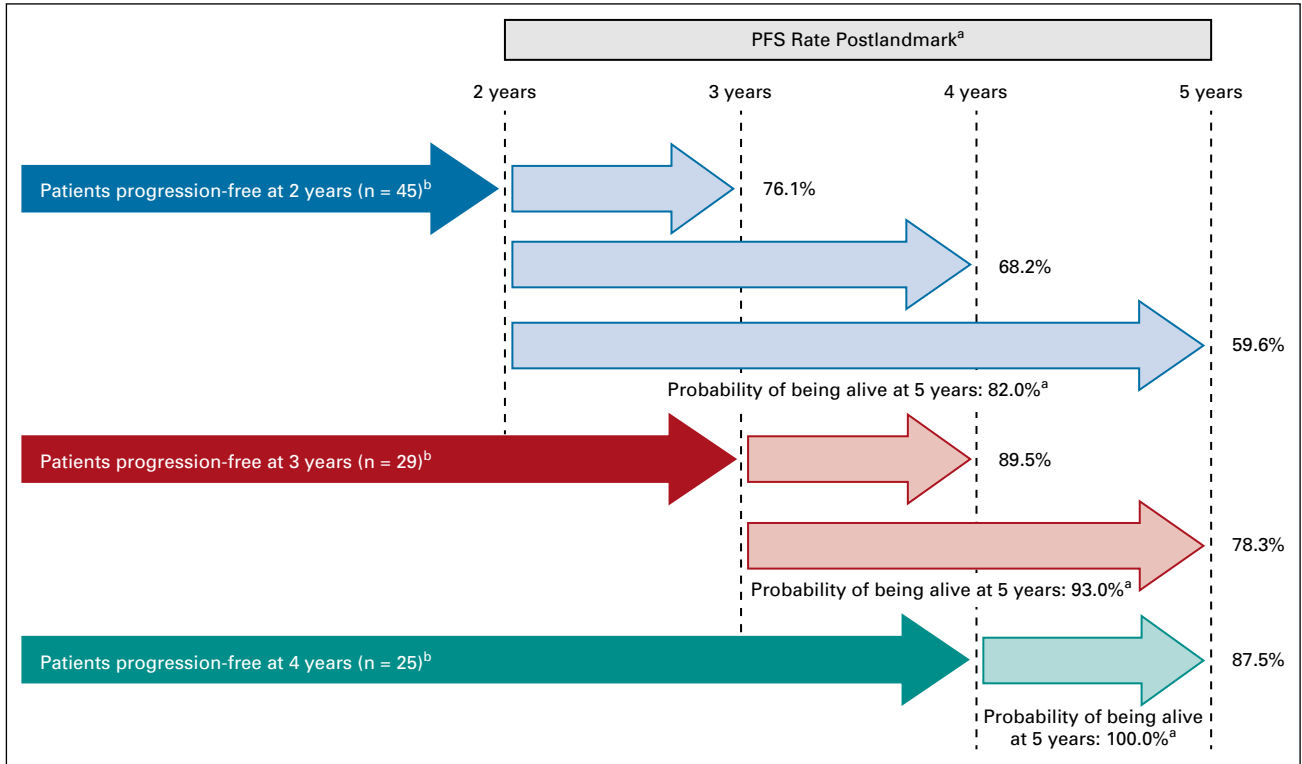 PFS Rate Postlandmarkª
2 years
3 years
4 years
5 years
Patients progression-free at 2 years (n = 45)ᵇ
76.1%
68.2%
59.6%
Probability of being alive at 5 years: 82.0%ª
Patients progression-free at 3 years (n = 29)ᵇ
89.5%
78.3%
Probability of being alive at 5 years: 93.0%ª
Patients progression-free at 4 years (n = 25)ᵇ
87.5%
Probability of being alive
at 5 years: 100.0%ª